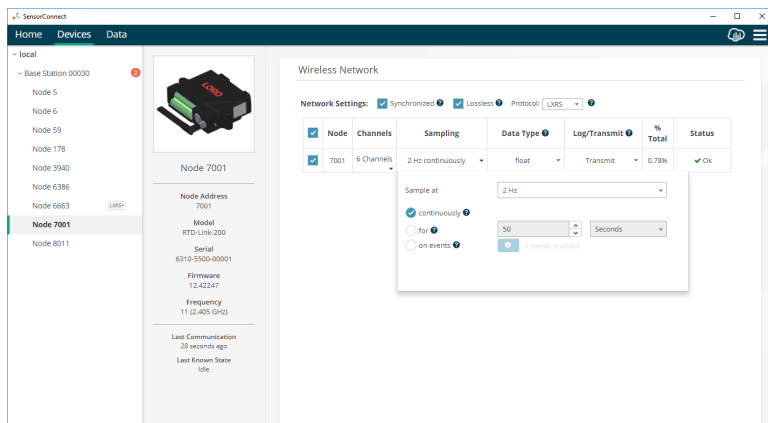 SensorConnect
Home Devices Data
local
Base Station 00030 2
Node 5
Node 6
Node 59
Node 178
Node 3940
Node 6386
Node 6663 LXRS+
Node 7001
Node 8011
LORD
Node 7001
Node Address
7001
Model
RTD-Link-200
Serial
6310-5500-00001
Firmware
12.42247
Frequency
11 (2.405 GHz)
Last Communication
28 seconds ago
Last Known State
Idle
Wireless Network
Network Settings: Synchronized ? Lossless ? Protocol: LXRS ?
Node Channels Sampling Data Type ? Log/Transmit ? % Total Status
7001 6 Channels 2 Hz continuously float Transmit 0.78% Ok
Sample at 2 Hz
continuously ?
for ? 50 Seconds
on events ? 0 events enabled